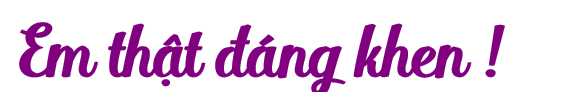 Em thật đáng khen !